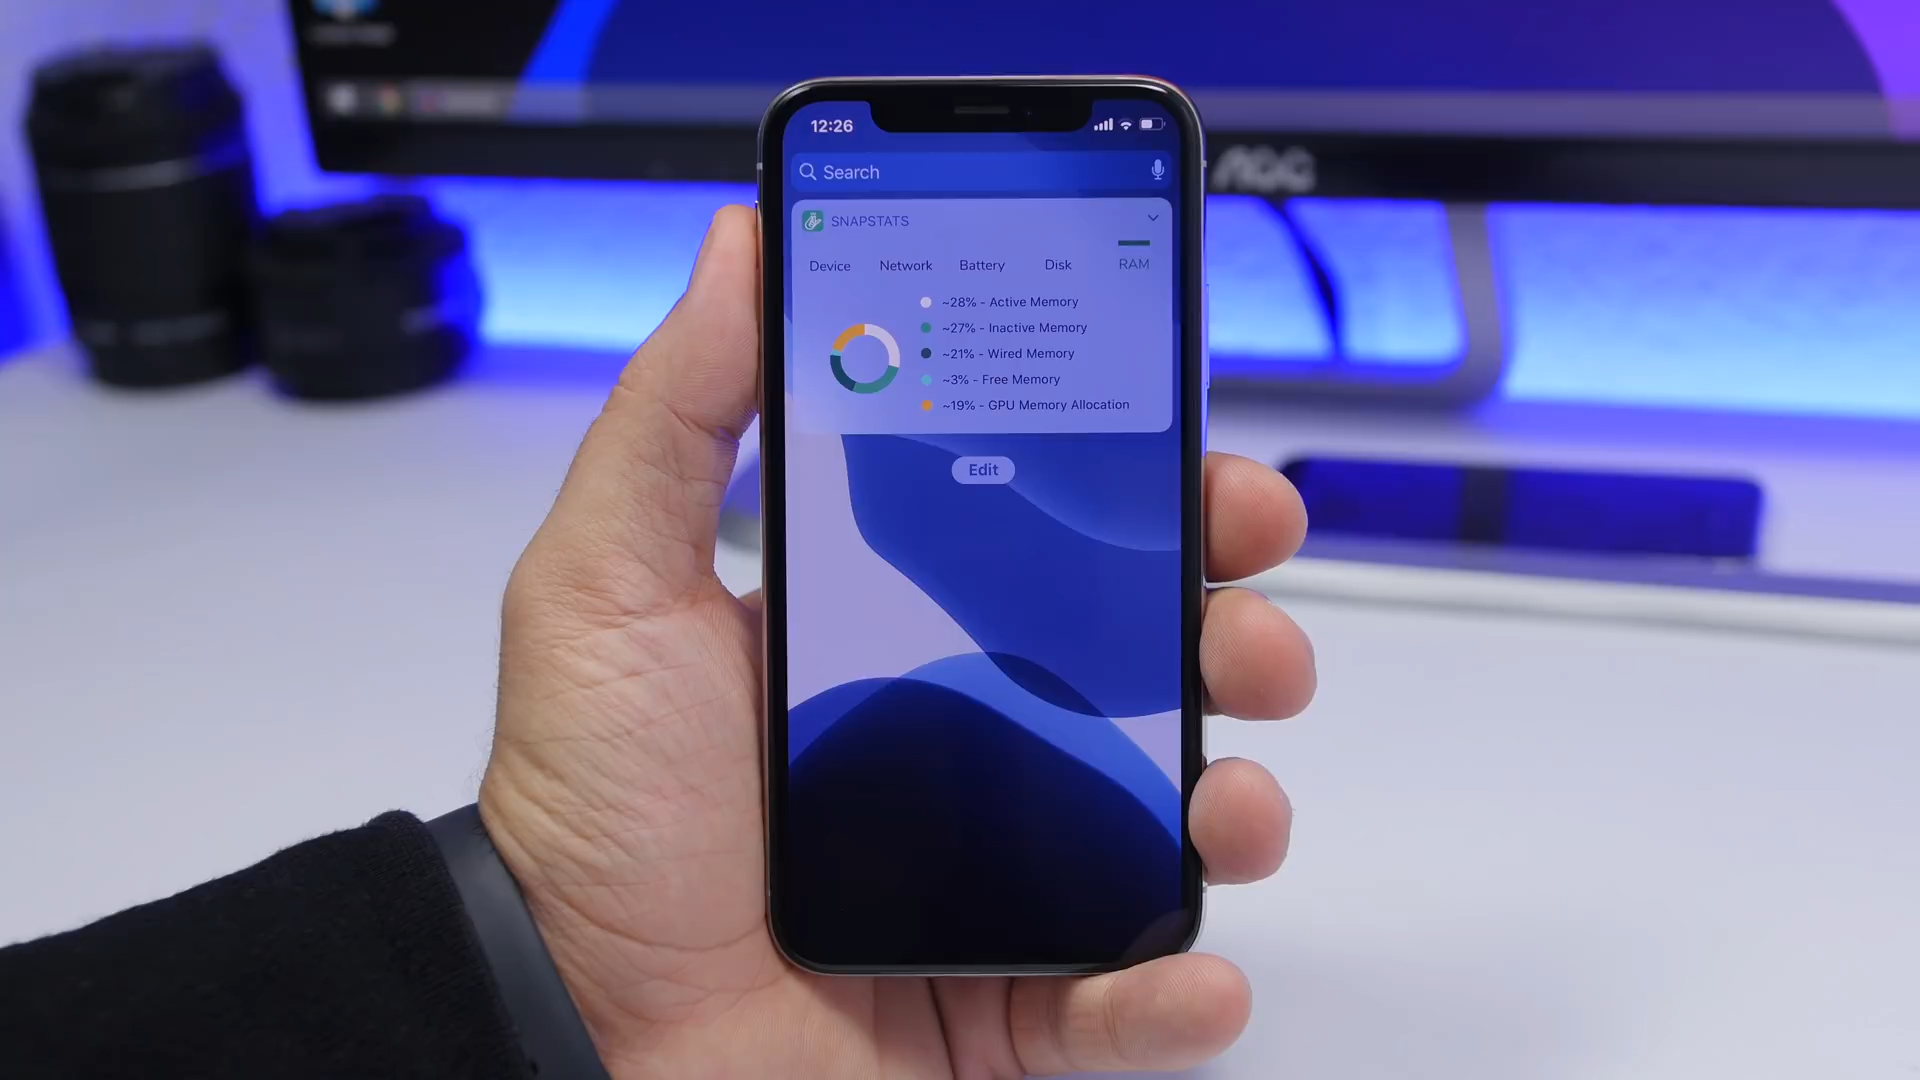 12:26
Search
SNAPSTATS
Device Network Battery Disk RAM
~28% - Active Memory
~27% - Inactive Memory
~21% - Wired Memory
~3% - Free Memory
~19% - GPU Memory Allocation
Edit
AOC